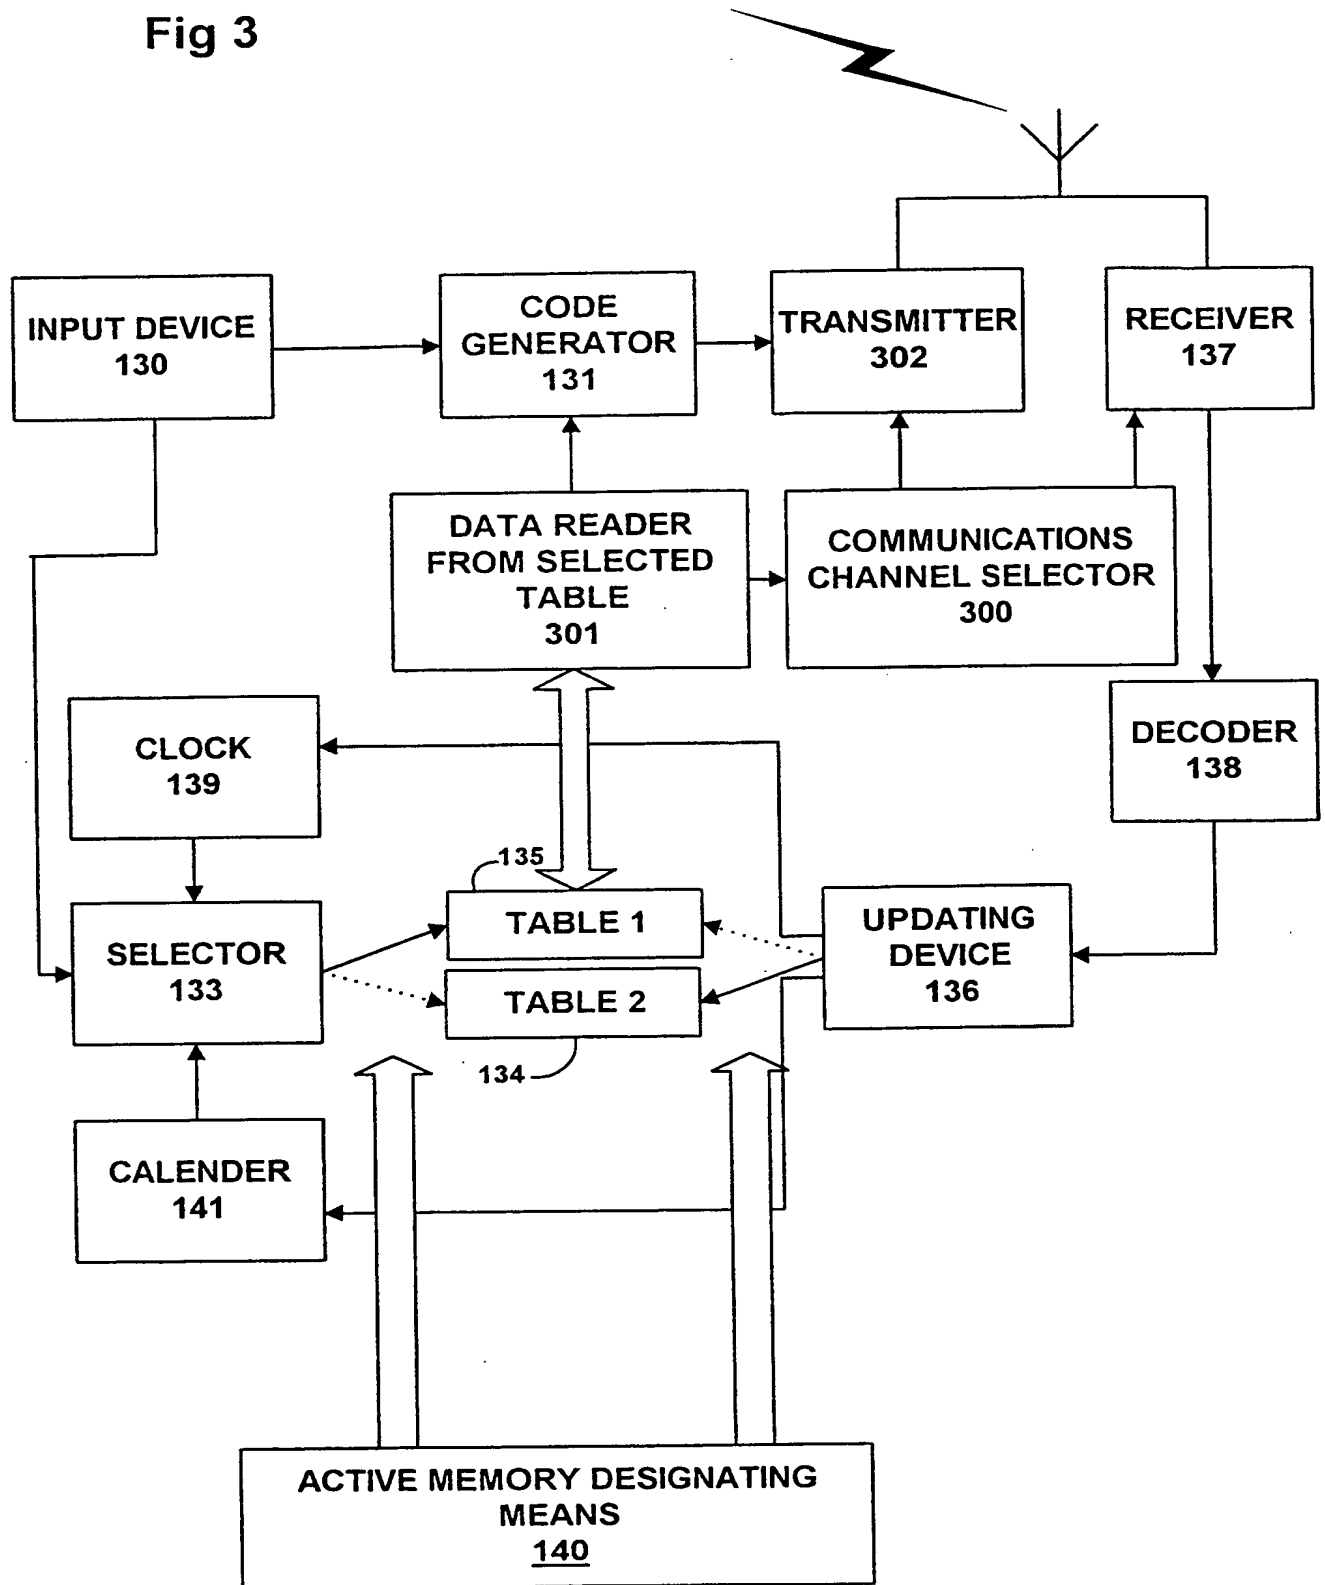 Fig 3
INPUT DEVICE
130
CODE
GENERATOR
131
TRANSMITTER
302
RECEIVER
137
DATA READER
FROM SELECTED
TABLE
301
COMMUNICATIONS
CHANNEL SELECTOR
300
CLOCK
139
DECODER
138
135
TABLE 1
SELECTOR
133
TABLE 2
134
UPDATING
DEVICE
136
CALENDER
141
ACTIVE MEMORY DESIGNATING
MEANS
140